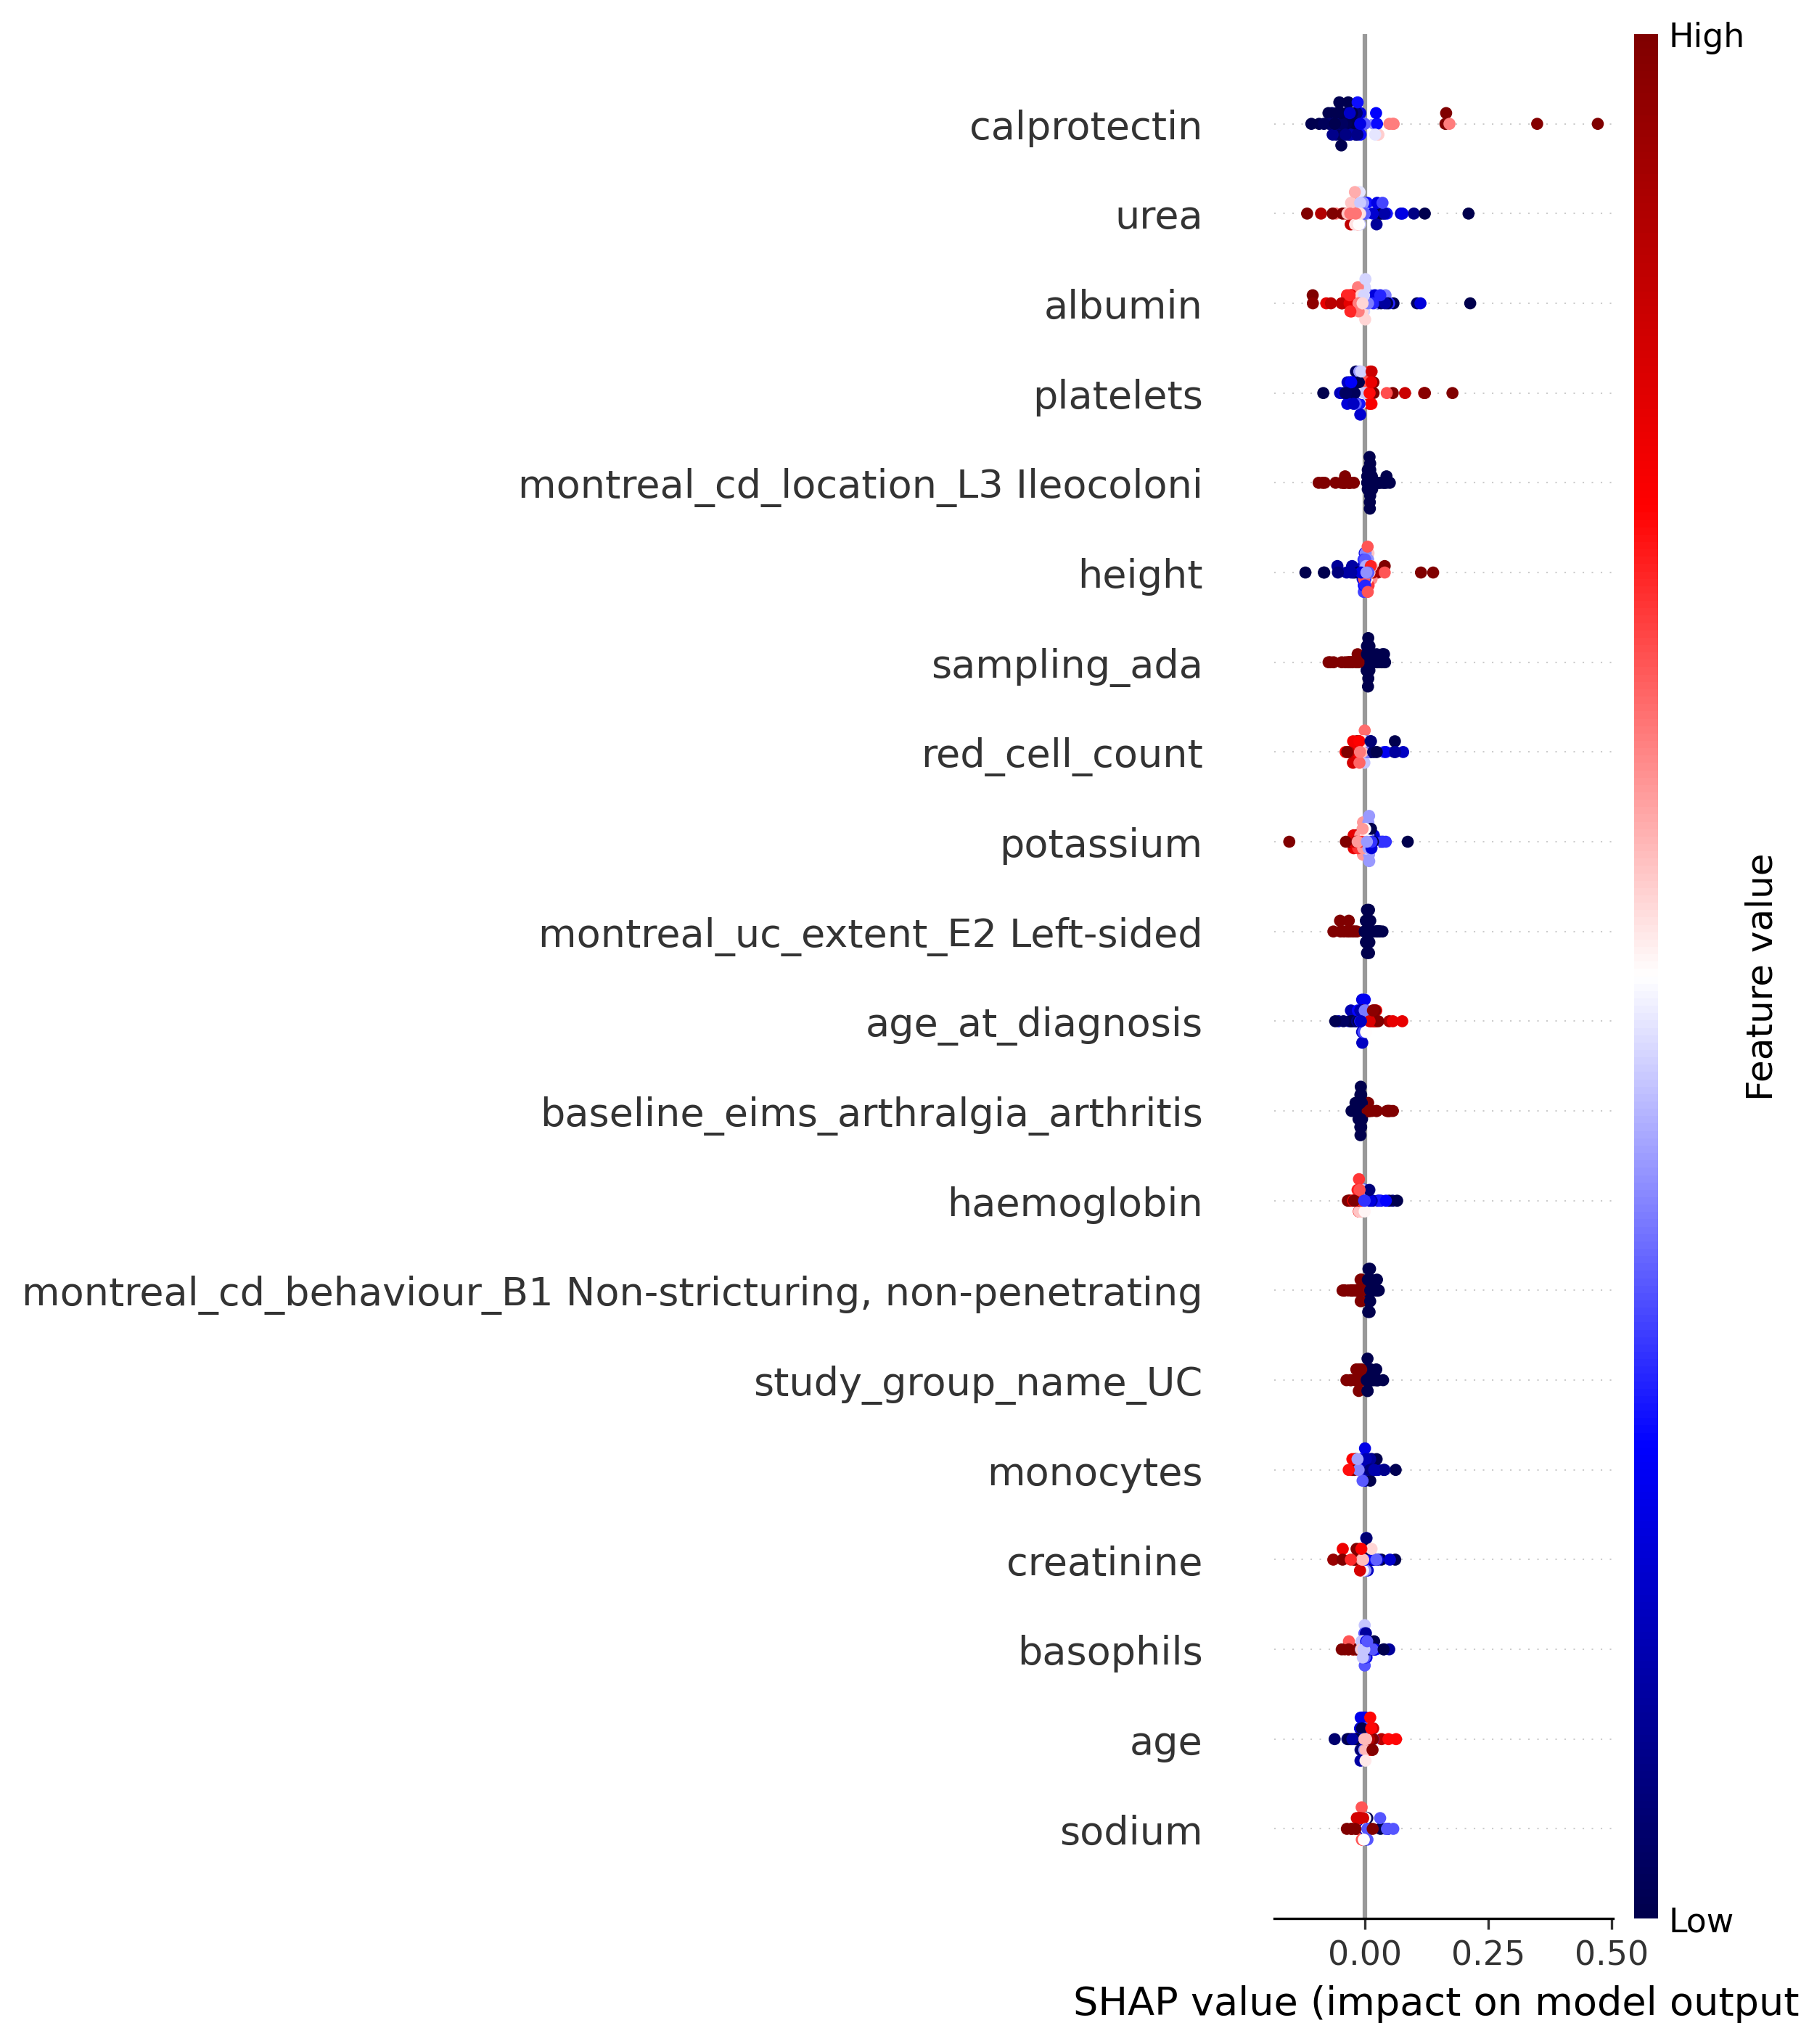 High
calprotectin
urea
albumin
platelets
montreal_cd_location_L3 Ileocoloni
height
sampling_ada
red_cell_count
potassium
montreal_uc_extent_E2 Left-sided
age_at_diagnosis
baseline_eims_arthralgia_arthritis
haemoglobin
montreal_cd_behaviour_B1 Non-stricturing, non-penetrating
study_group_name_UC
monocytes
creatinine
basophils
age
sodium
Feature value
Low
0.00 0.25 0.50
SHAP value (impact on model output